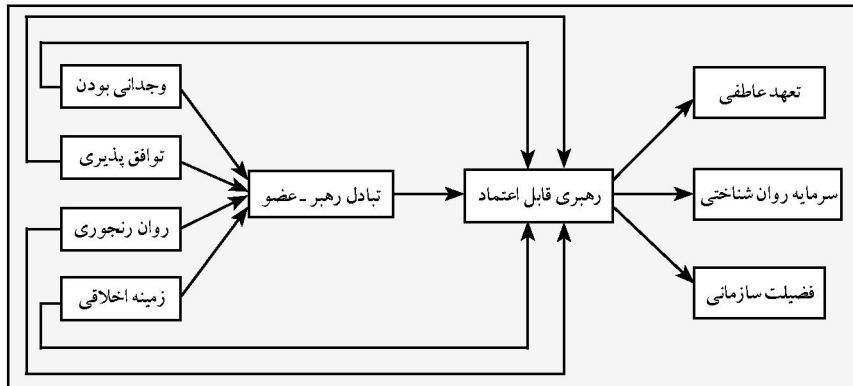 وجدانی بودن
توافق پذیری
روان رنجوری
زمینه اخلاقی
تبادل رهبر - عضو
رهبری قابل اعتماد
تعهد عاطفی
سرمایه روان شناختی
فضیلت سازمانی